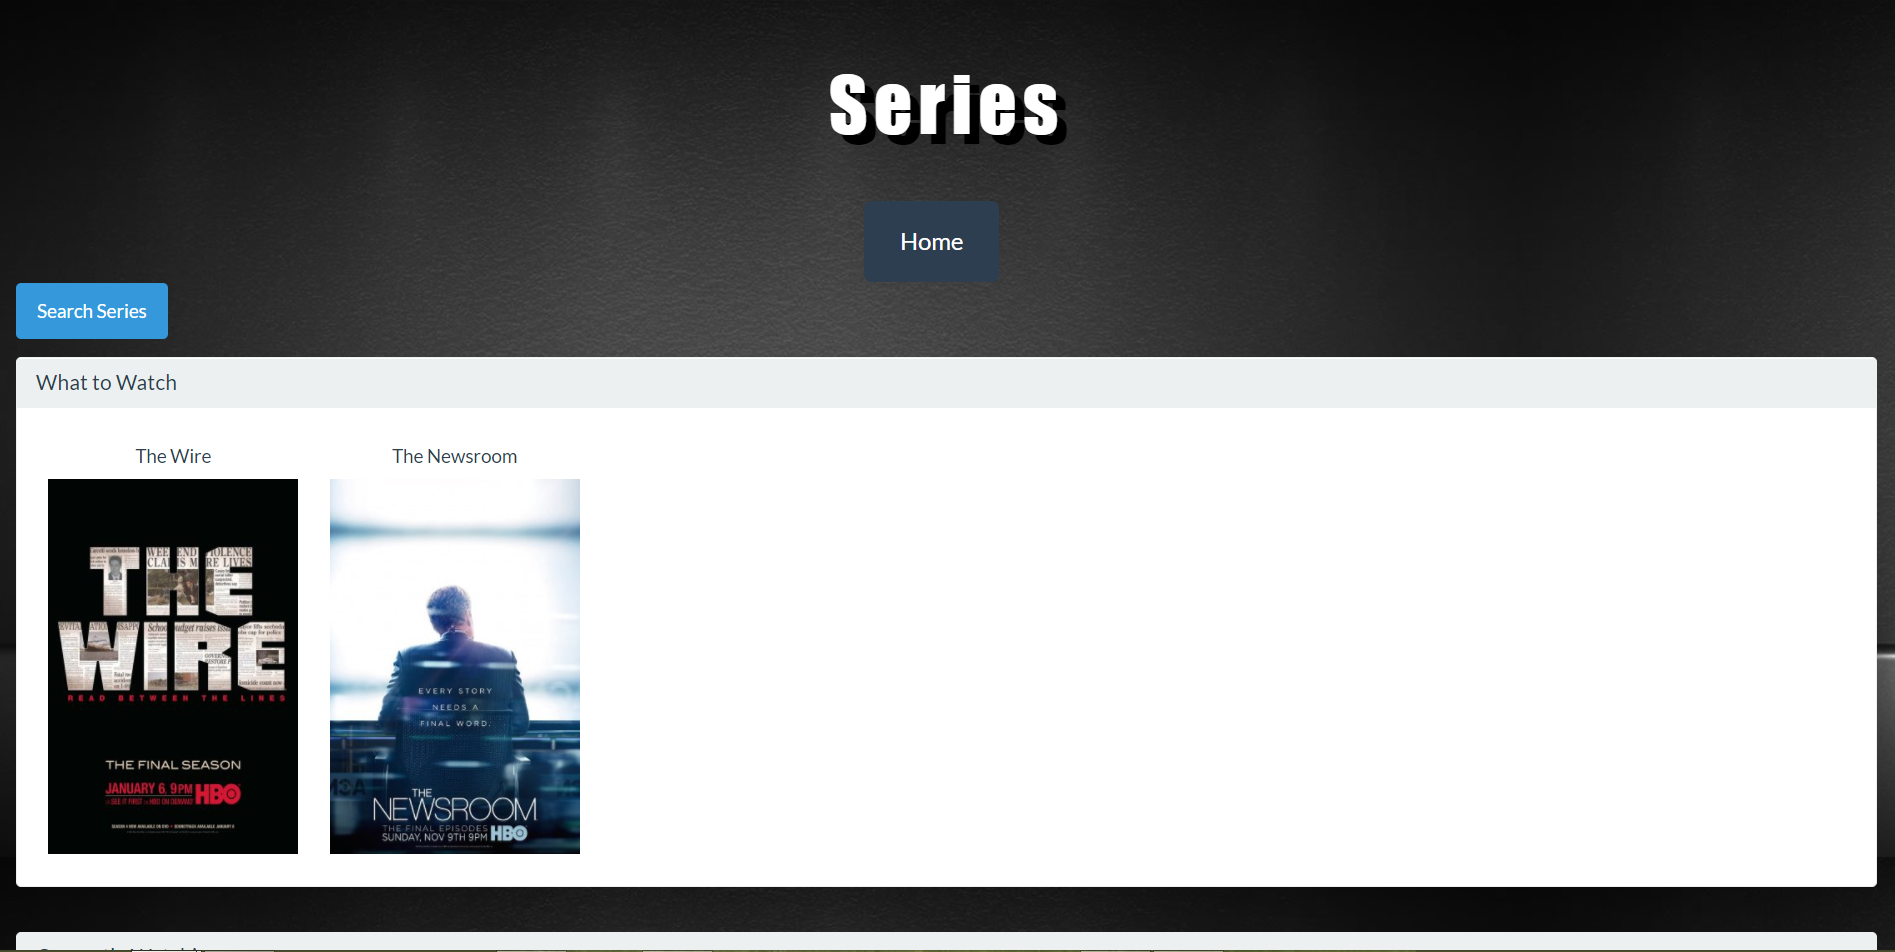 Series
Home
Search Series
What to Watch
The Wire
The Newsroom
THE
WIRE
READ BETWEEN THE LINES
THE FINAL SEASON
JANUARY 6, 9PM HBO
EVERY STORY
NEEDS A
FINAL WORD.
THE
NEWSROOM
THE FINAL EPISODES
SUNDAY, NOV 9TH 9PM HBO